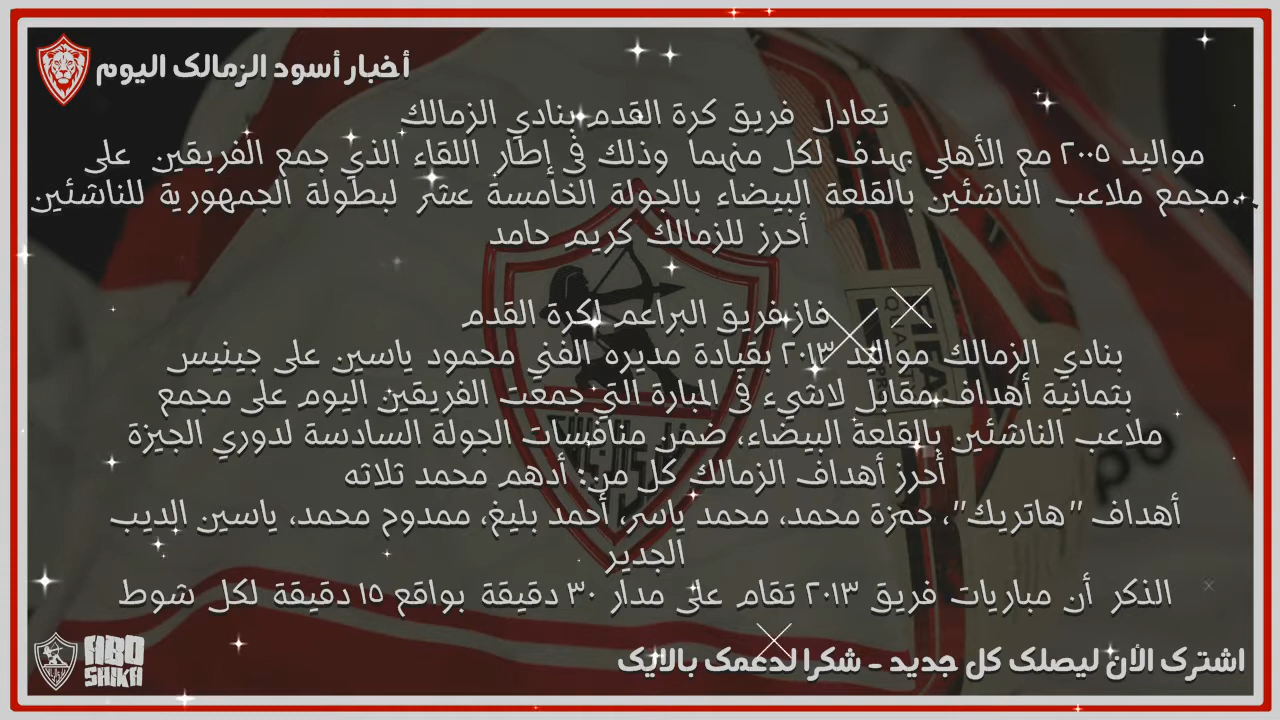 أخبار أسود الزمالك اليوم
تعادل فريق كرة القدم بنادي الزمالك
مواليد ٢٠٠٥ مع الأهلي بهدف لكل منهما وذلك في إطار اللقاء الذي جمع الفريقين على
مجمع ملاعب الناشئين بالقلعة البيضاء بالجولة الخامسة عشر لبطولة الجمهورية للناشئين.
أحرز للزمالك كريم حامد
فاز فريق البراعم لكرة القدم
بنادي الزمالك مواليد ٢٠١٣ بقيادة مديره الفني محمود ياسين على جينيس
بثمانية أهداف مقابل لاشيء في المبارة التي جمعت الفريقين اليوم على مجمع
ملاعب الناشئين بالقلعة البيضاء، ضمن منافسات الجولة السادسة لدوري الجيزة
أحرز أهداف الزمالك كل من: أدهم محمد ثلاثه
أهداف "هاتريك"، حمزة محمد، محمد ياسر، أحمد بليغ، ممدوح محمد، ياسين الديب
الجدير
الذكر أن مباريات فريق ٢٠١٣ تقام على مدار ٣٠ دقيقة بواقع ١٥ دقيقة لكل شوط
اشترك الأن ليصلك كل جديد - شكرا لدعمك بالايك
ABO
SHIKA